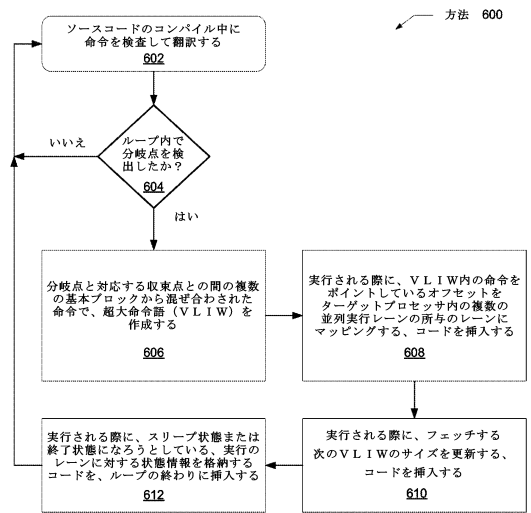 方法 600
ソースコードのコンパイル中に
命令を検査して翻訳する
602
ループ内で
分岐点を検
出したか?
604
いいえ
はい
分岐点と対応する収束点との間の複数
の基本ブロックから混ぜ合わされた
命令で、超大命令語(VLIW)を
作成する
606
実行される際に、VLIW内の命令を
ポイントしているオフセットを
ターゲットプロセッサ内の複数の
並列実行レーンの所与のレーンに
マッピングする、コードを挿入する
608
実行される際に、フェッチする
次のVLIWのサイズを更新する、
コードを挿入する
610
実行される際に、スリープ状態または
終了状態になろうとしている、実行の
レーンに対する状態情報を格納する
コードを、ループの終わりに挿入する
612